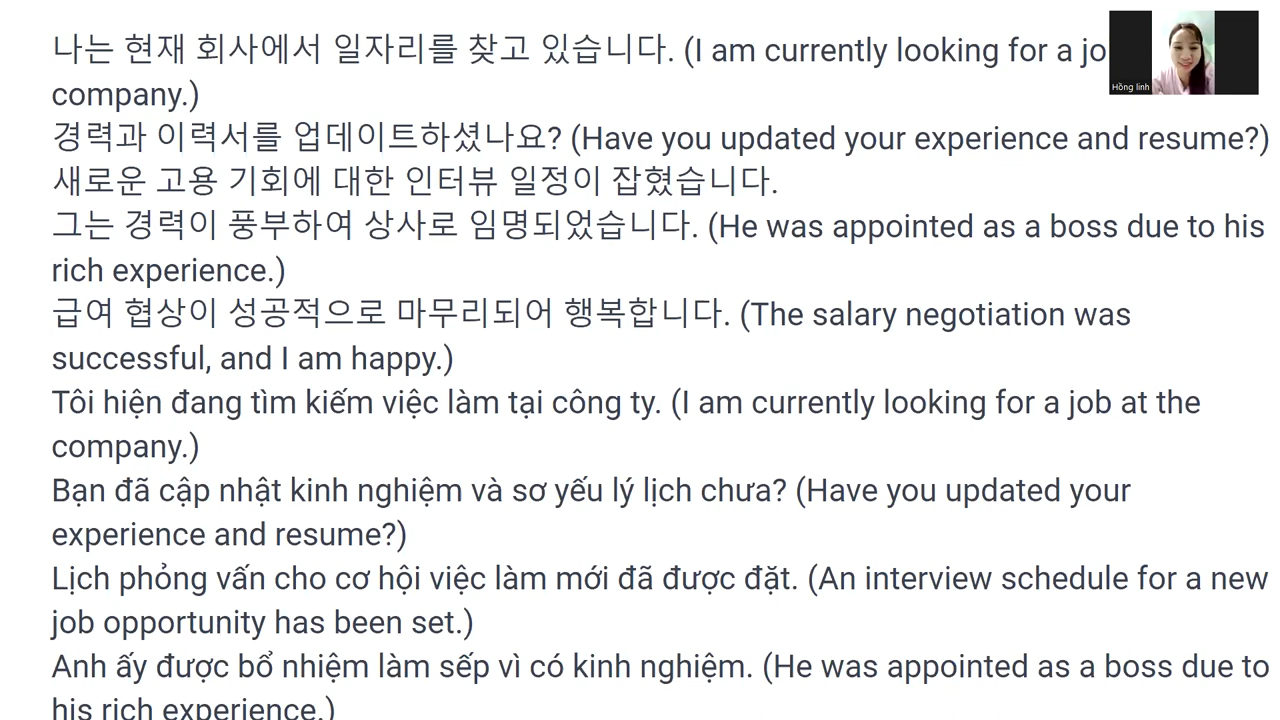 나는 현재 회사에서 일자리를 찾고 있습니다. (I am currently looking for a jo
company.)
경력과 이력서를 업데이트하셨나요? (Have you updated your experience and resume?)
새로운 고용 기회에 대한 인터뷰 일정이 잡혔습니다.
그는 경력이 풍부하여 상사로 임명되었습니다. (He was appointed as a boss due to his
rich experience.)
급여 협상이 성공적으로 마무리되어 행복합니다. (The salary negotiation was
successful, and I am happy.)
Tôi hiện đang tìm kiếm việc làm tại công ty. (I am currently looking for a job at the
company.)
Bạn đã cập nhật kinh nghiệm và sơ yếu lý lịch chưa? (Have you updated your
experience and resume?)
Lịch phỏng vấn cho cơ hội việc làm mới đã được đặt. (An interview schedule for a new
job opportunity has been set.)
Anh ấy được bổ nhiệm làm sếp vì có kinh nghiệm. (He was appointed as a boss due to
his rich experience.)
Hồng linh